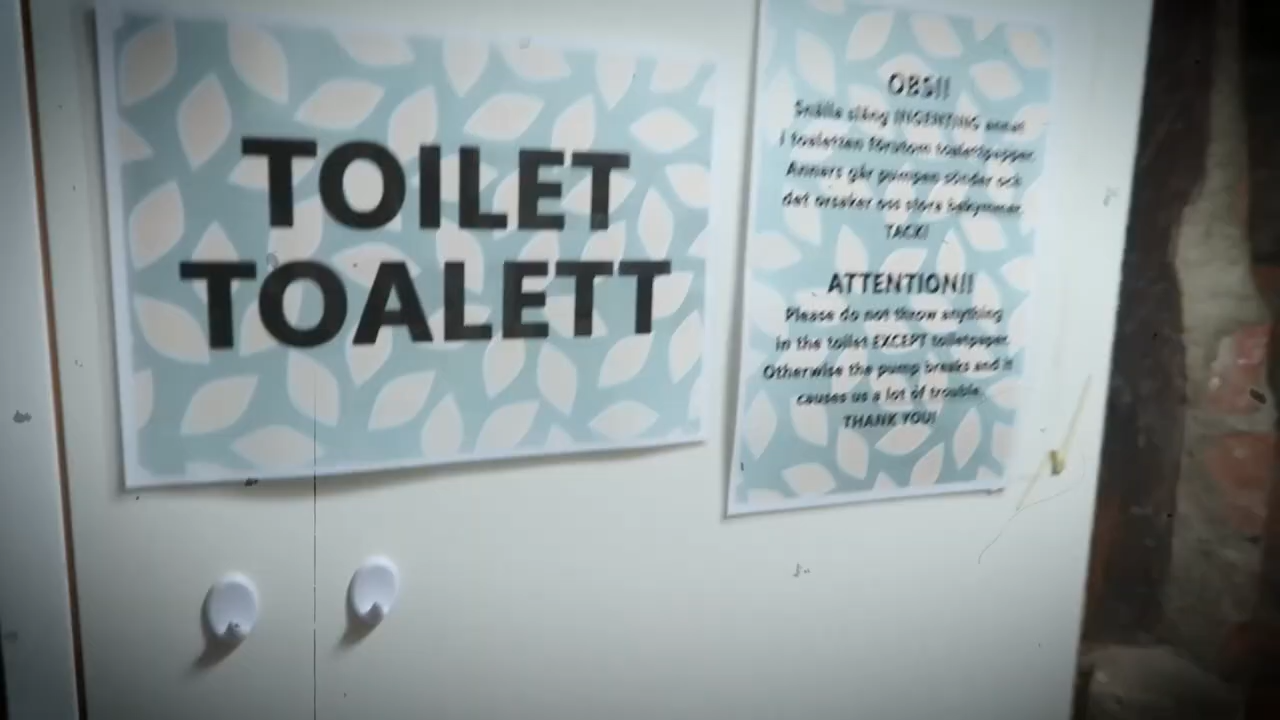 TOILET
TOALETT
OBS!!
Snälla släng INGENTING annat
i toaletten förutom toalettpapper.
Annars går pumpen sönder och
det orsakar oss stora bekymmer.
TACK!
ATTENTION!!
Please do not throw anything
in the toilet EXCEPT toiletpaper.
Otherwise the pump breaks and it
causes us a lot of trouble.
THANK YOU!